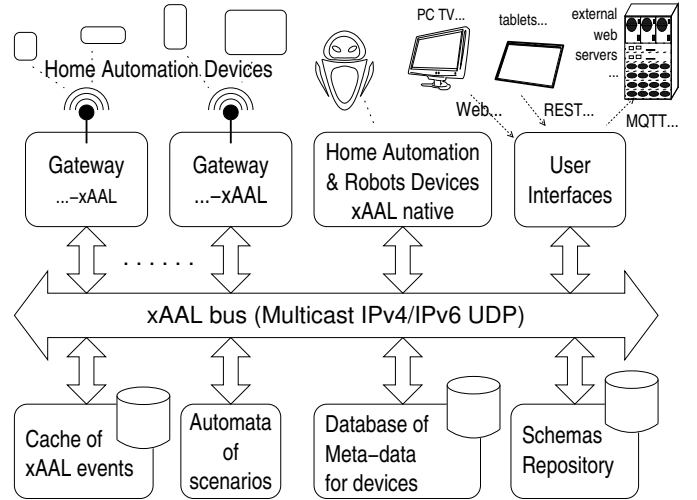 PC TV...
tablets...
external
web
servers
...
Home Automation Devices
Web...
REST...
MQTT...
Gateway
...−xAAL
Gateway
...−xAAL
Home Automation
& Robots Devices
xAAL native
User
Interfaces
. . . . . .
xAAL bus (Multicast IPv4/IPv6 UDP)
Cache of
xAAL events
Automata
of
scenarios
Database of
Meta−data
for devices
Schemas
Repository